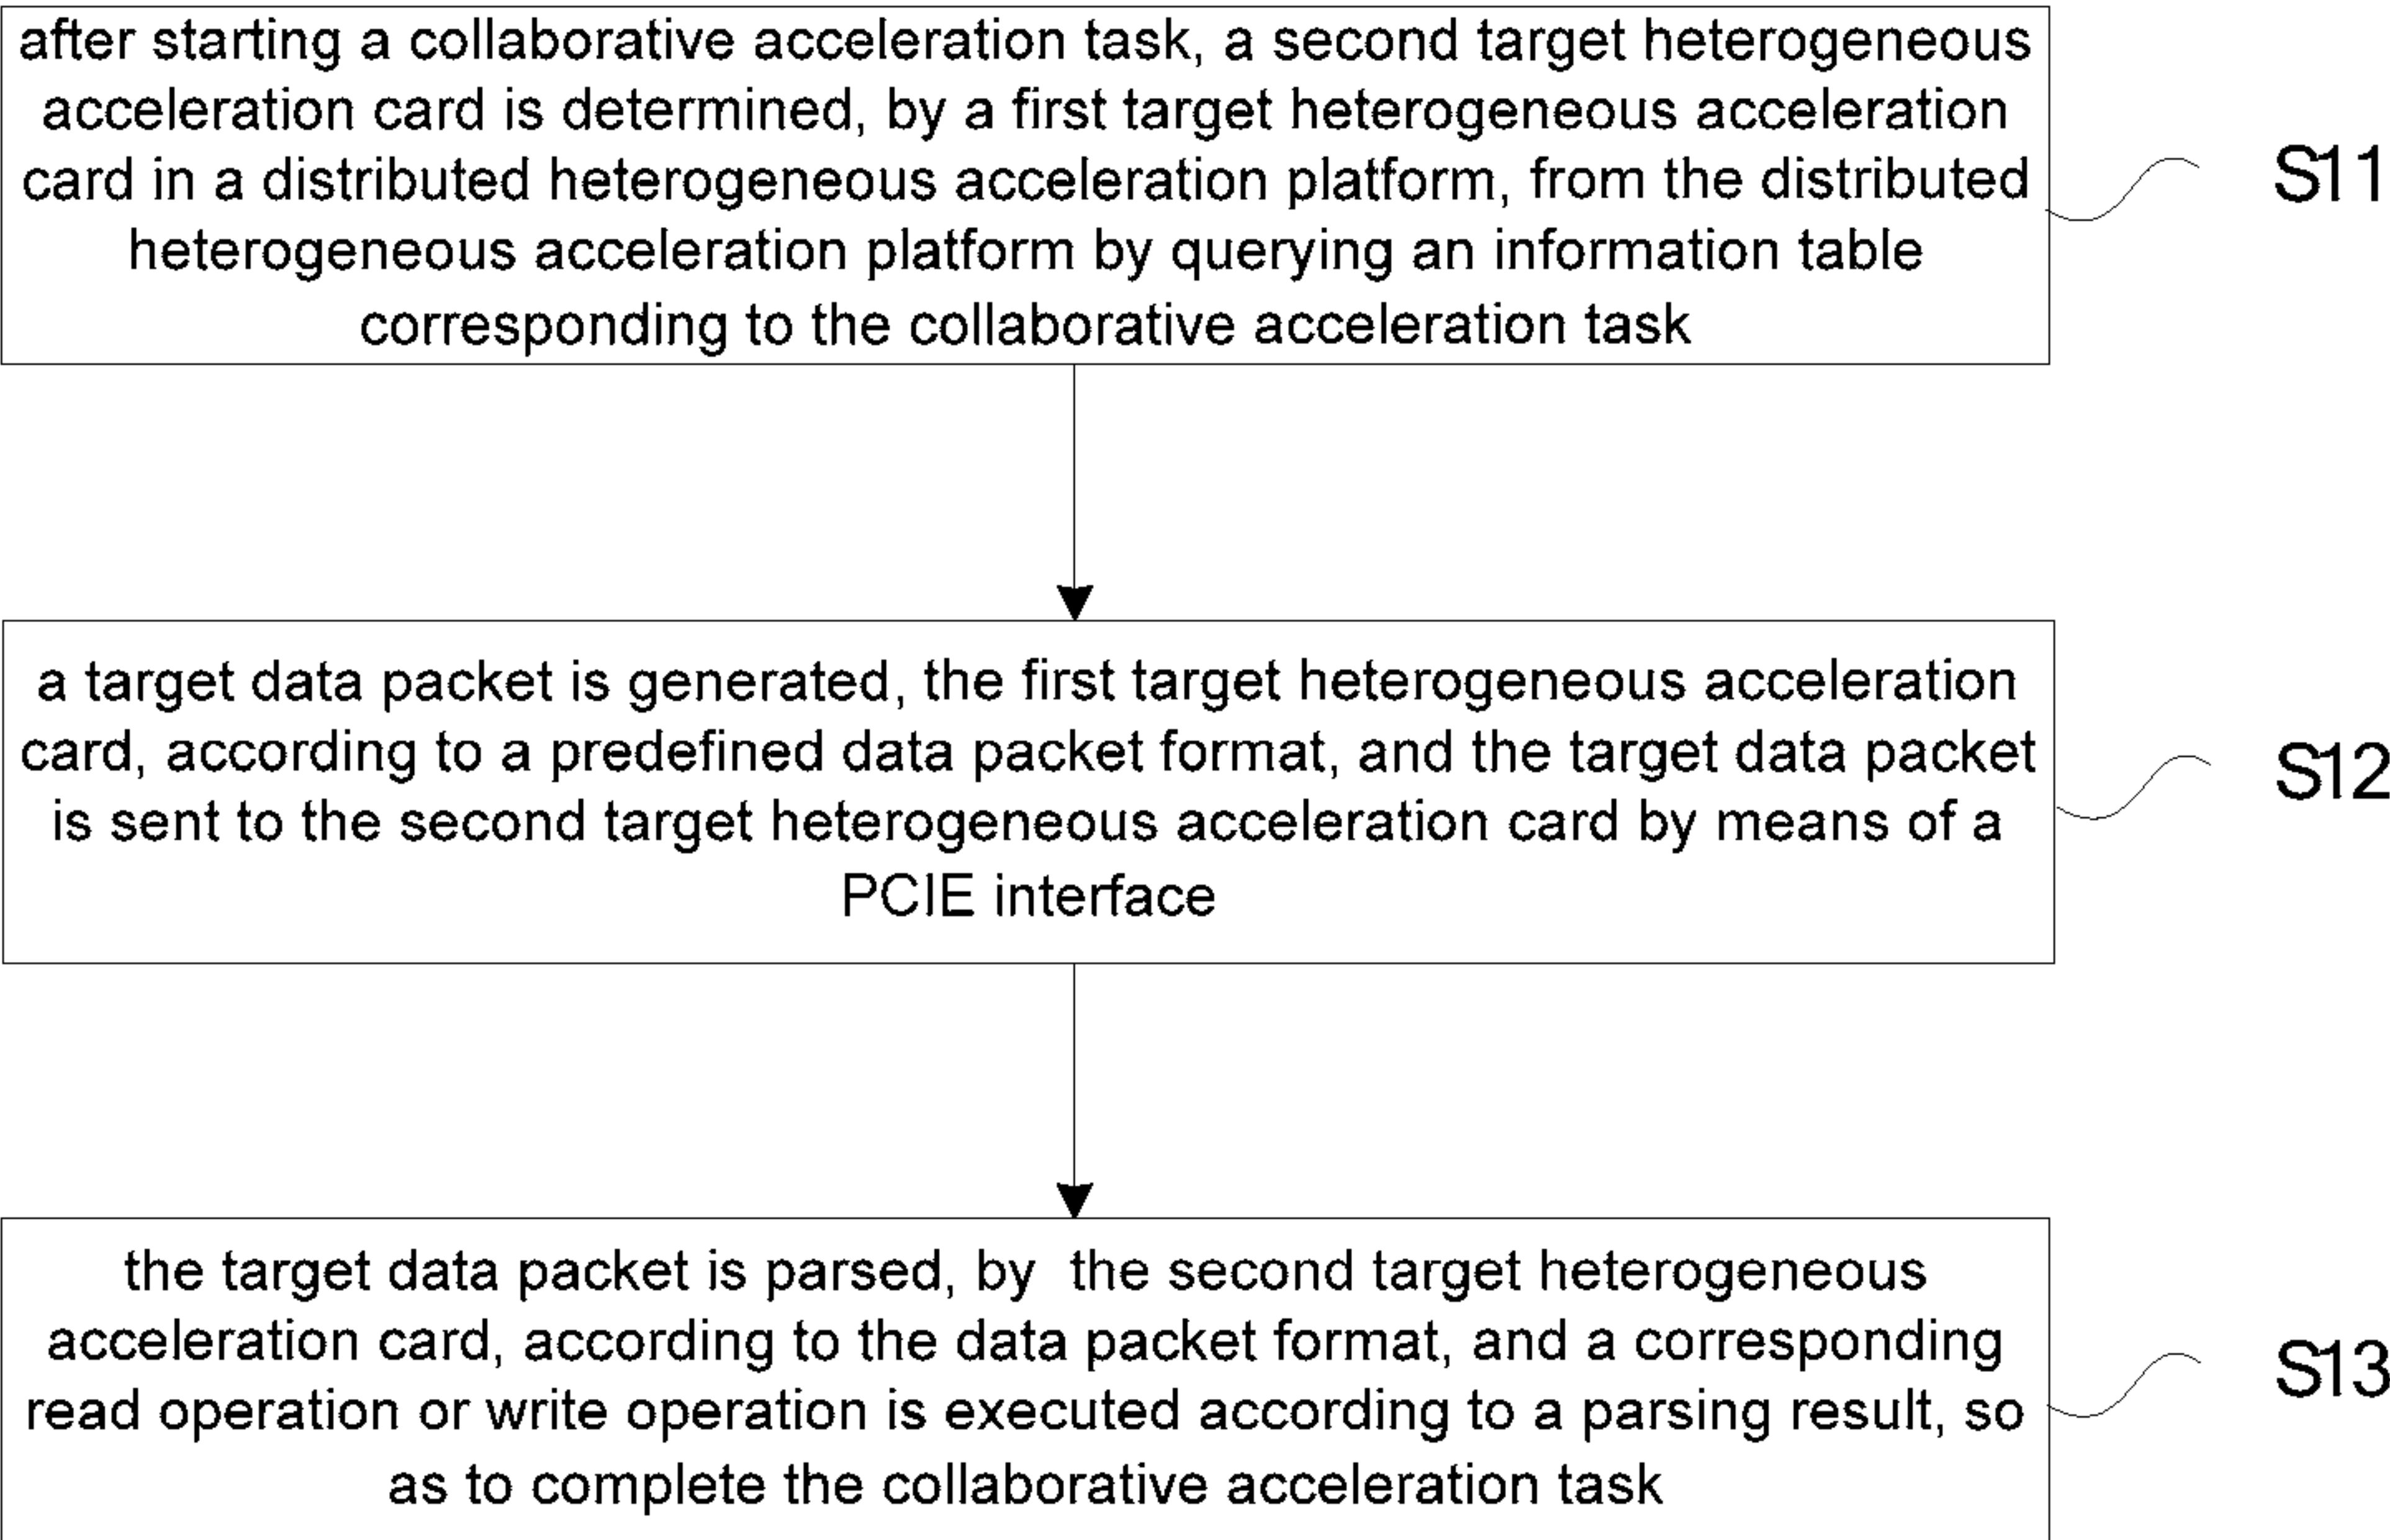 after starting a collaborative acceleration task, a second target heterogeneous
acceleration card is determined, by a first target heterogeneous acceleration
card in a distributed heterogeneous acceleration platform, from the distributed
heterogeneous acceleration platform by querying an information table
corresponding to the collaborative acceleration task
S11
a target data packet is generated, the first target heterogeneous acceleration
card, according to a predefined data packet format, and the target data packet
is sent to the second target heterogeneous acceleration card by means of a
PCIE interface
S12
the target data packet is parsed, by the second target heterogeneous
acceleration card, according to the data packet format, and a corresponding
read operation or write operation is executed according to a parsing result, so
as to complete the collaborative acceleration task
S13